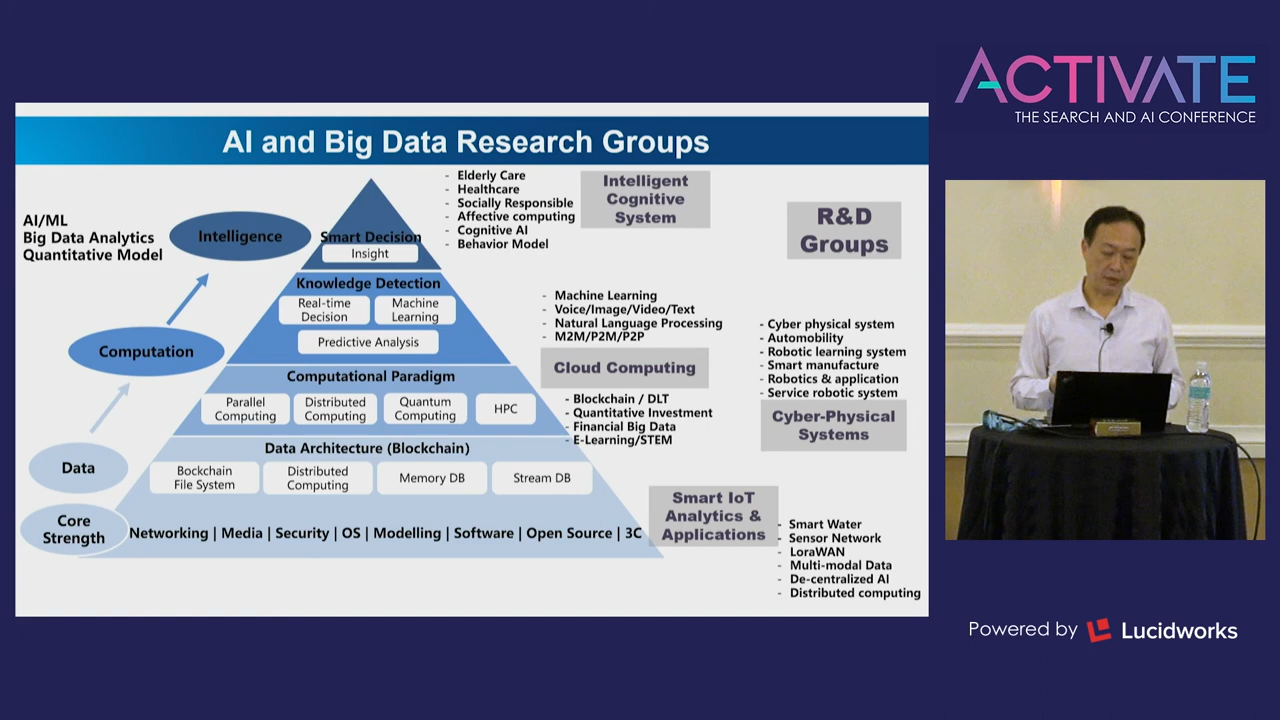 ACTIVATE
THE SEARCH AND AI CONFERENCE
AI and Big Data Research Groups
AI/ML
Big Data Analytics
Quantitative Model
Intelligence
Computation
Data
Core
Strength
Smart Decision
Insight
Knowledge Detection
Real-time
Decision
Machine
Learning
Predictive Analysis
Computational Paradigm
Parallel
Computing
Distributed
Computing
Quantum
Computing
HPC
Data Architecture (Blockchain)
Bockchain
File System
Distributed
Computing
Memory DB
Stream DB
Networking | Media | Security | OS | Modelling | Software | Open Source | 3C
- Elderly Care
- Healthcare
- Socially Responsible
- Affective computing
- Cognitive AI
- Behavior Model
Intelligent
Cognitive
System
R&D
Groups
- Machine Learning
- Voice/Image/Video/Text
- Natural Language Processing
- M2M/P2M/P2P
Cloud Computing
- Blockchain / DLT
- Quantitative Investment
- Financial Big Data
- E-Learning/STEM
- Cyber physical system
- Automobility
- Robotic learning system
- Smart manufacture
- Robotics & application
- Service robotic system
Cyber-Physical
Systems
Smart IoT
Analytics &
Applications
- Smart Water
- Sensor Network
- LoraWAN
- Multi-modal Data
- De-centralized AI
- Distributed computing
Powered by Lucidworks